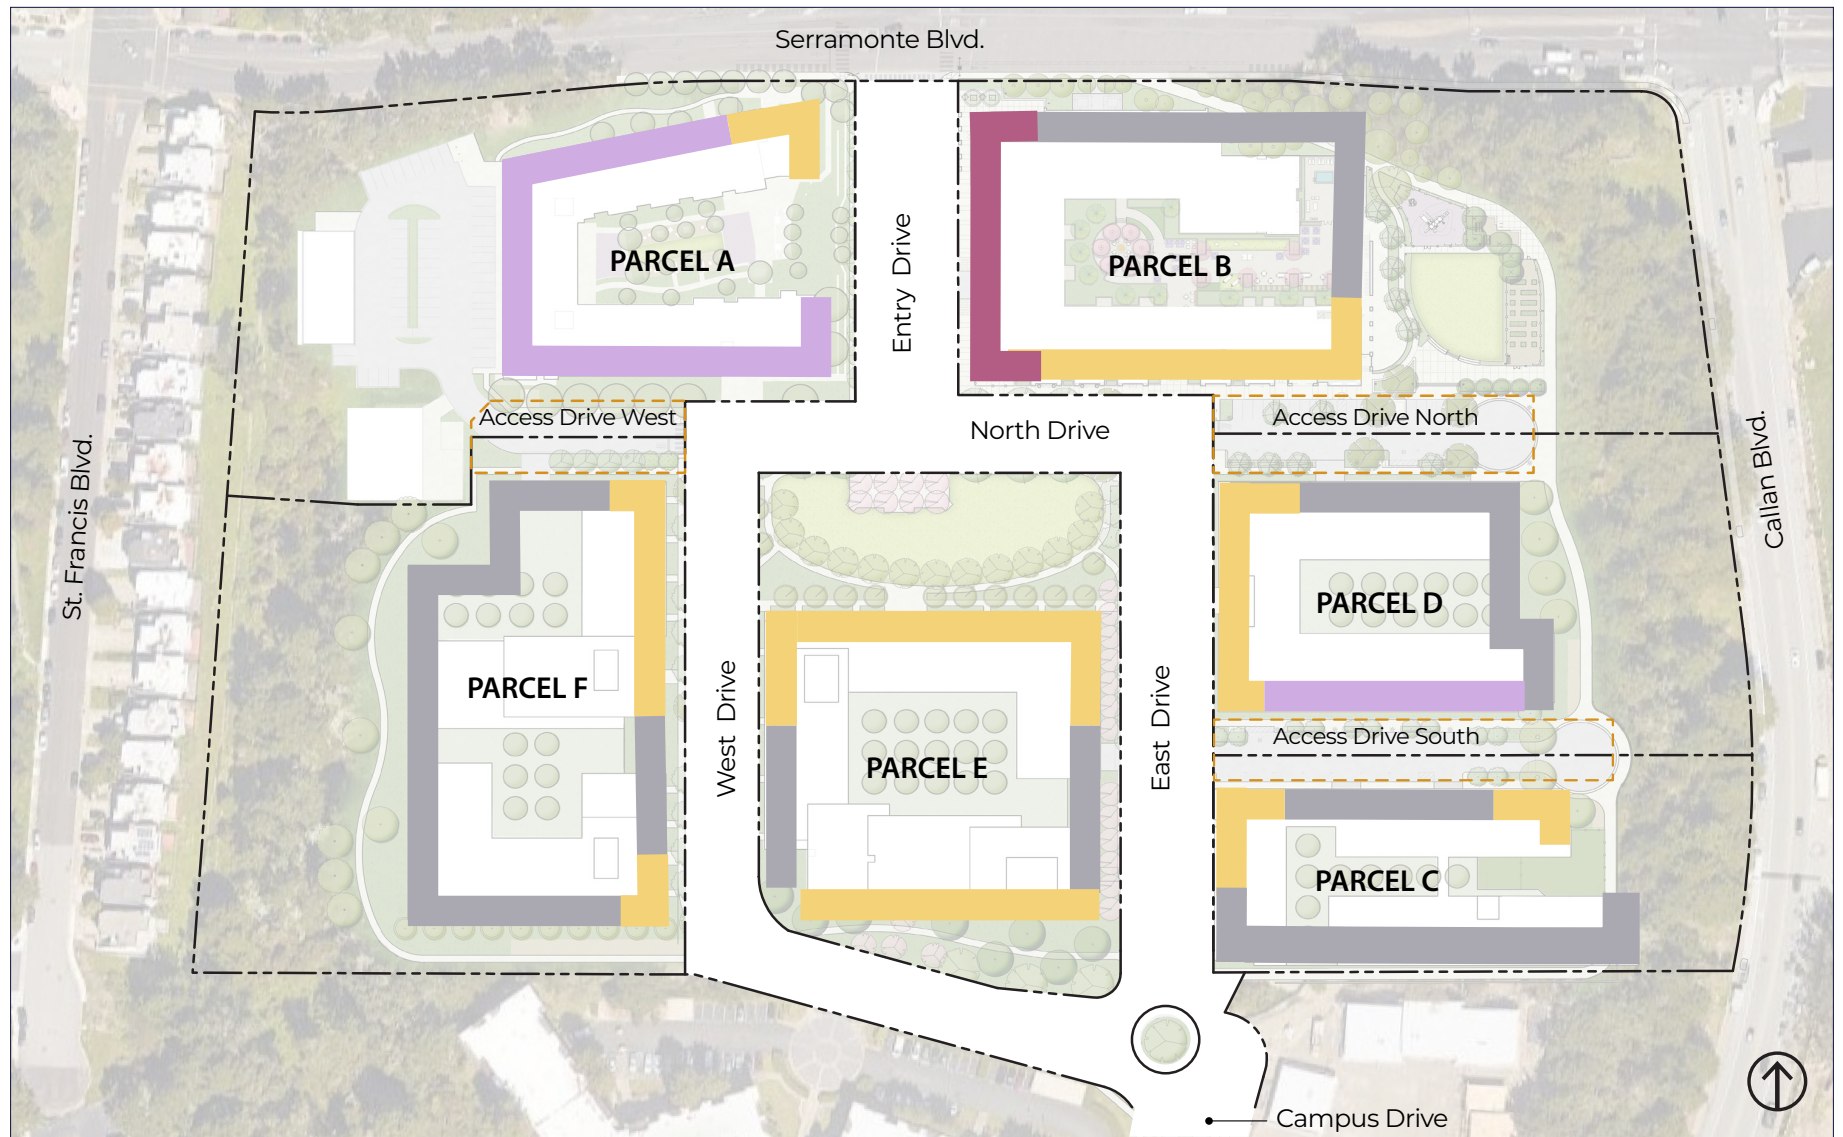 Serramonte Blvd.
PARCEL A
Entry Drive
PARCEL B
Access Drive West
North Drive
Access Drive North
St. Francis Blvd.
Callan Blvd.
PARCEL D
PARCEL F
West Drive
East Drive
Access Drive South
PARCEL E
PARCEL C
Campus Drive